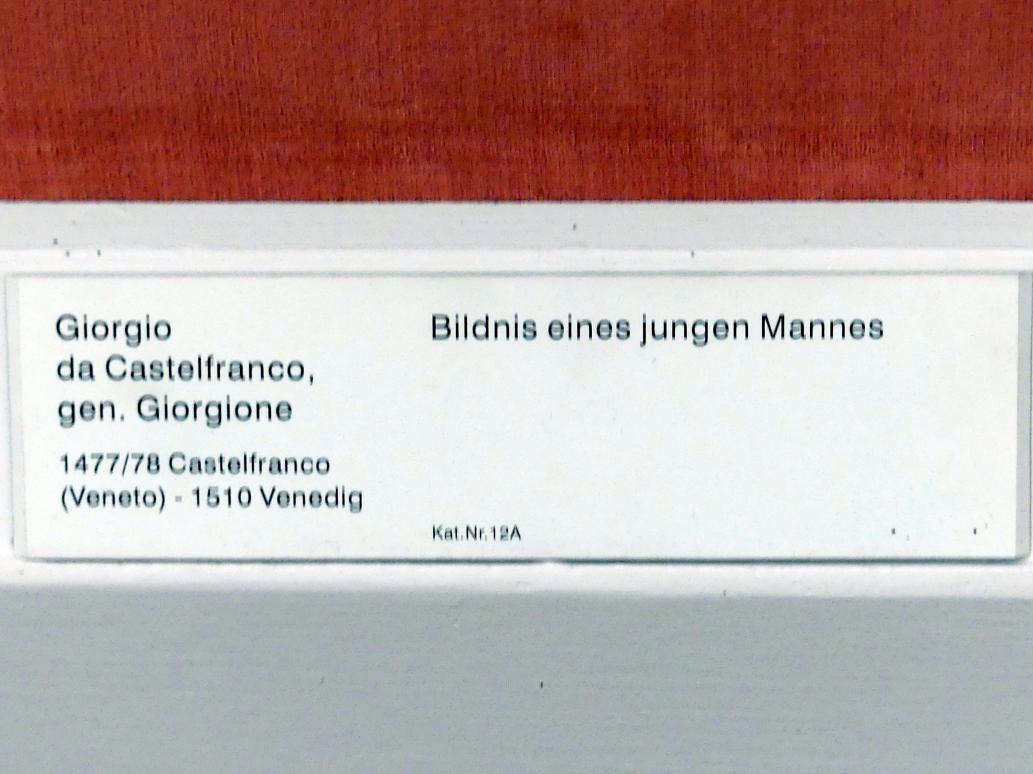 Giorgio
da Castelfranco,
gen. Giorgione
1477/78 Castelfranco
(Veneto) - 1510 Venedig
Bildnis eines jungen Mannes
Kat.Nr.12A